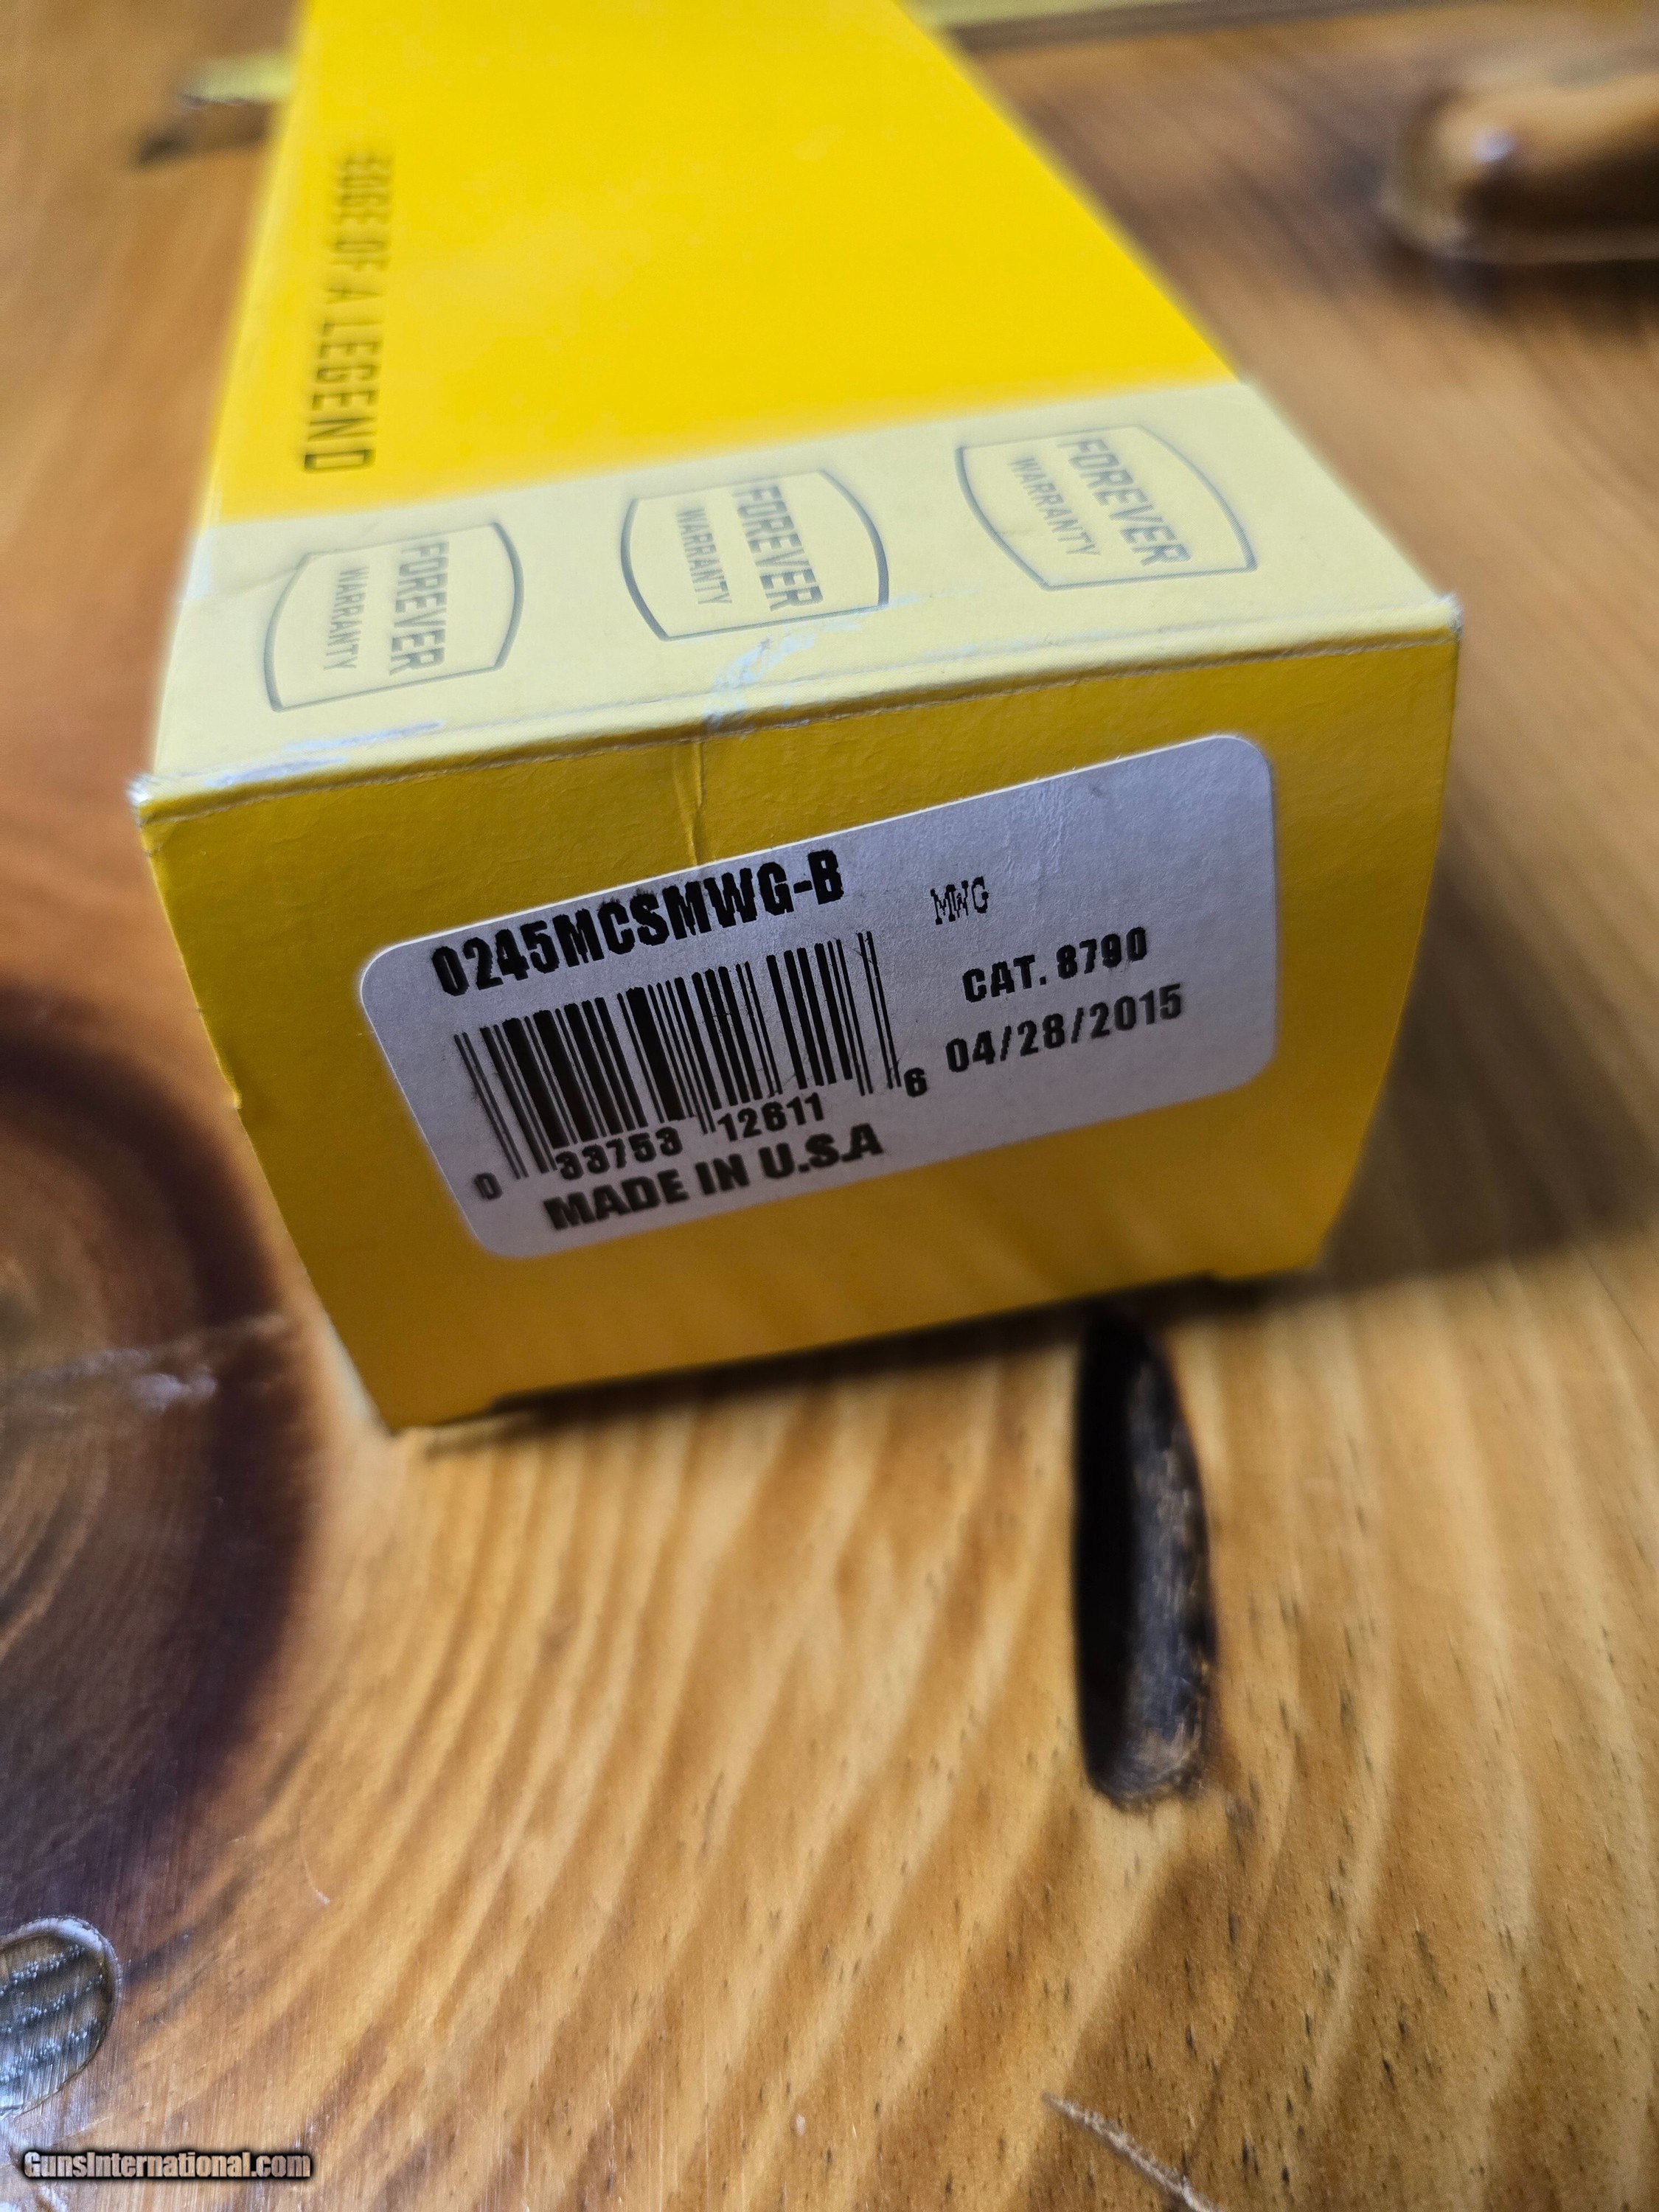 EDGE OF A LEGEND
FOREVER
WARRANTY
FOREVER
WARRANTY
FOREVER
WARRANTY
0245MCSMWG-B
MWG
CAT. 8790
04/28/2015
0 33753 12611 6
MADE IN U.S.A
GunsInternational.com